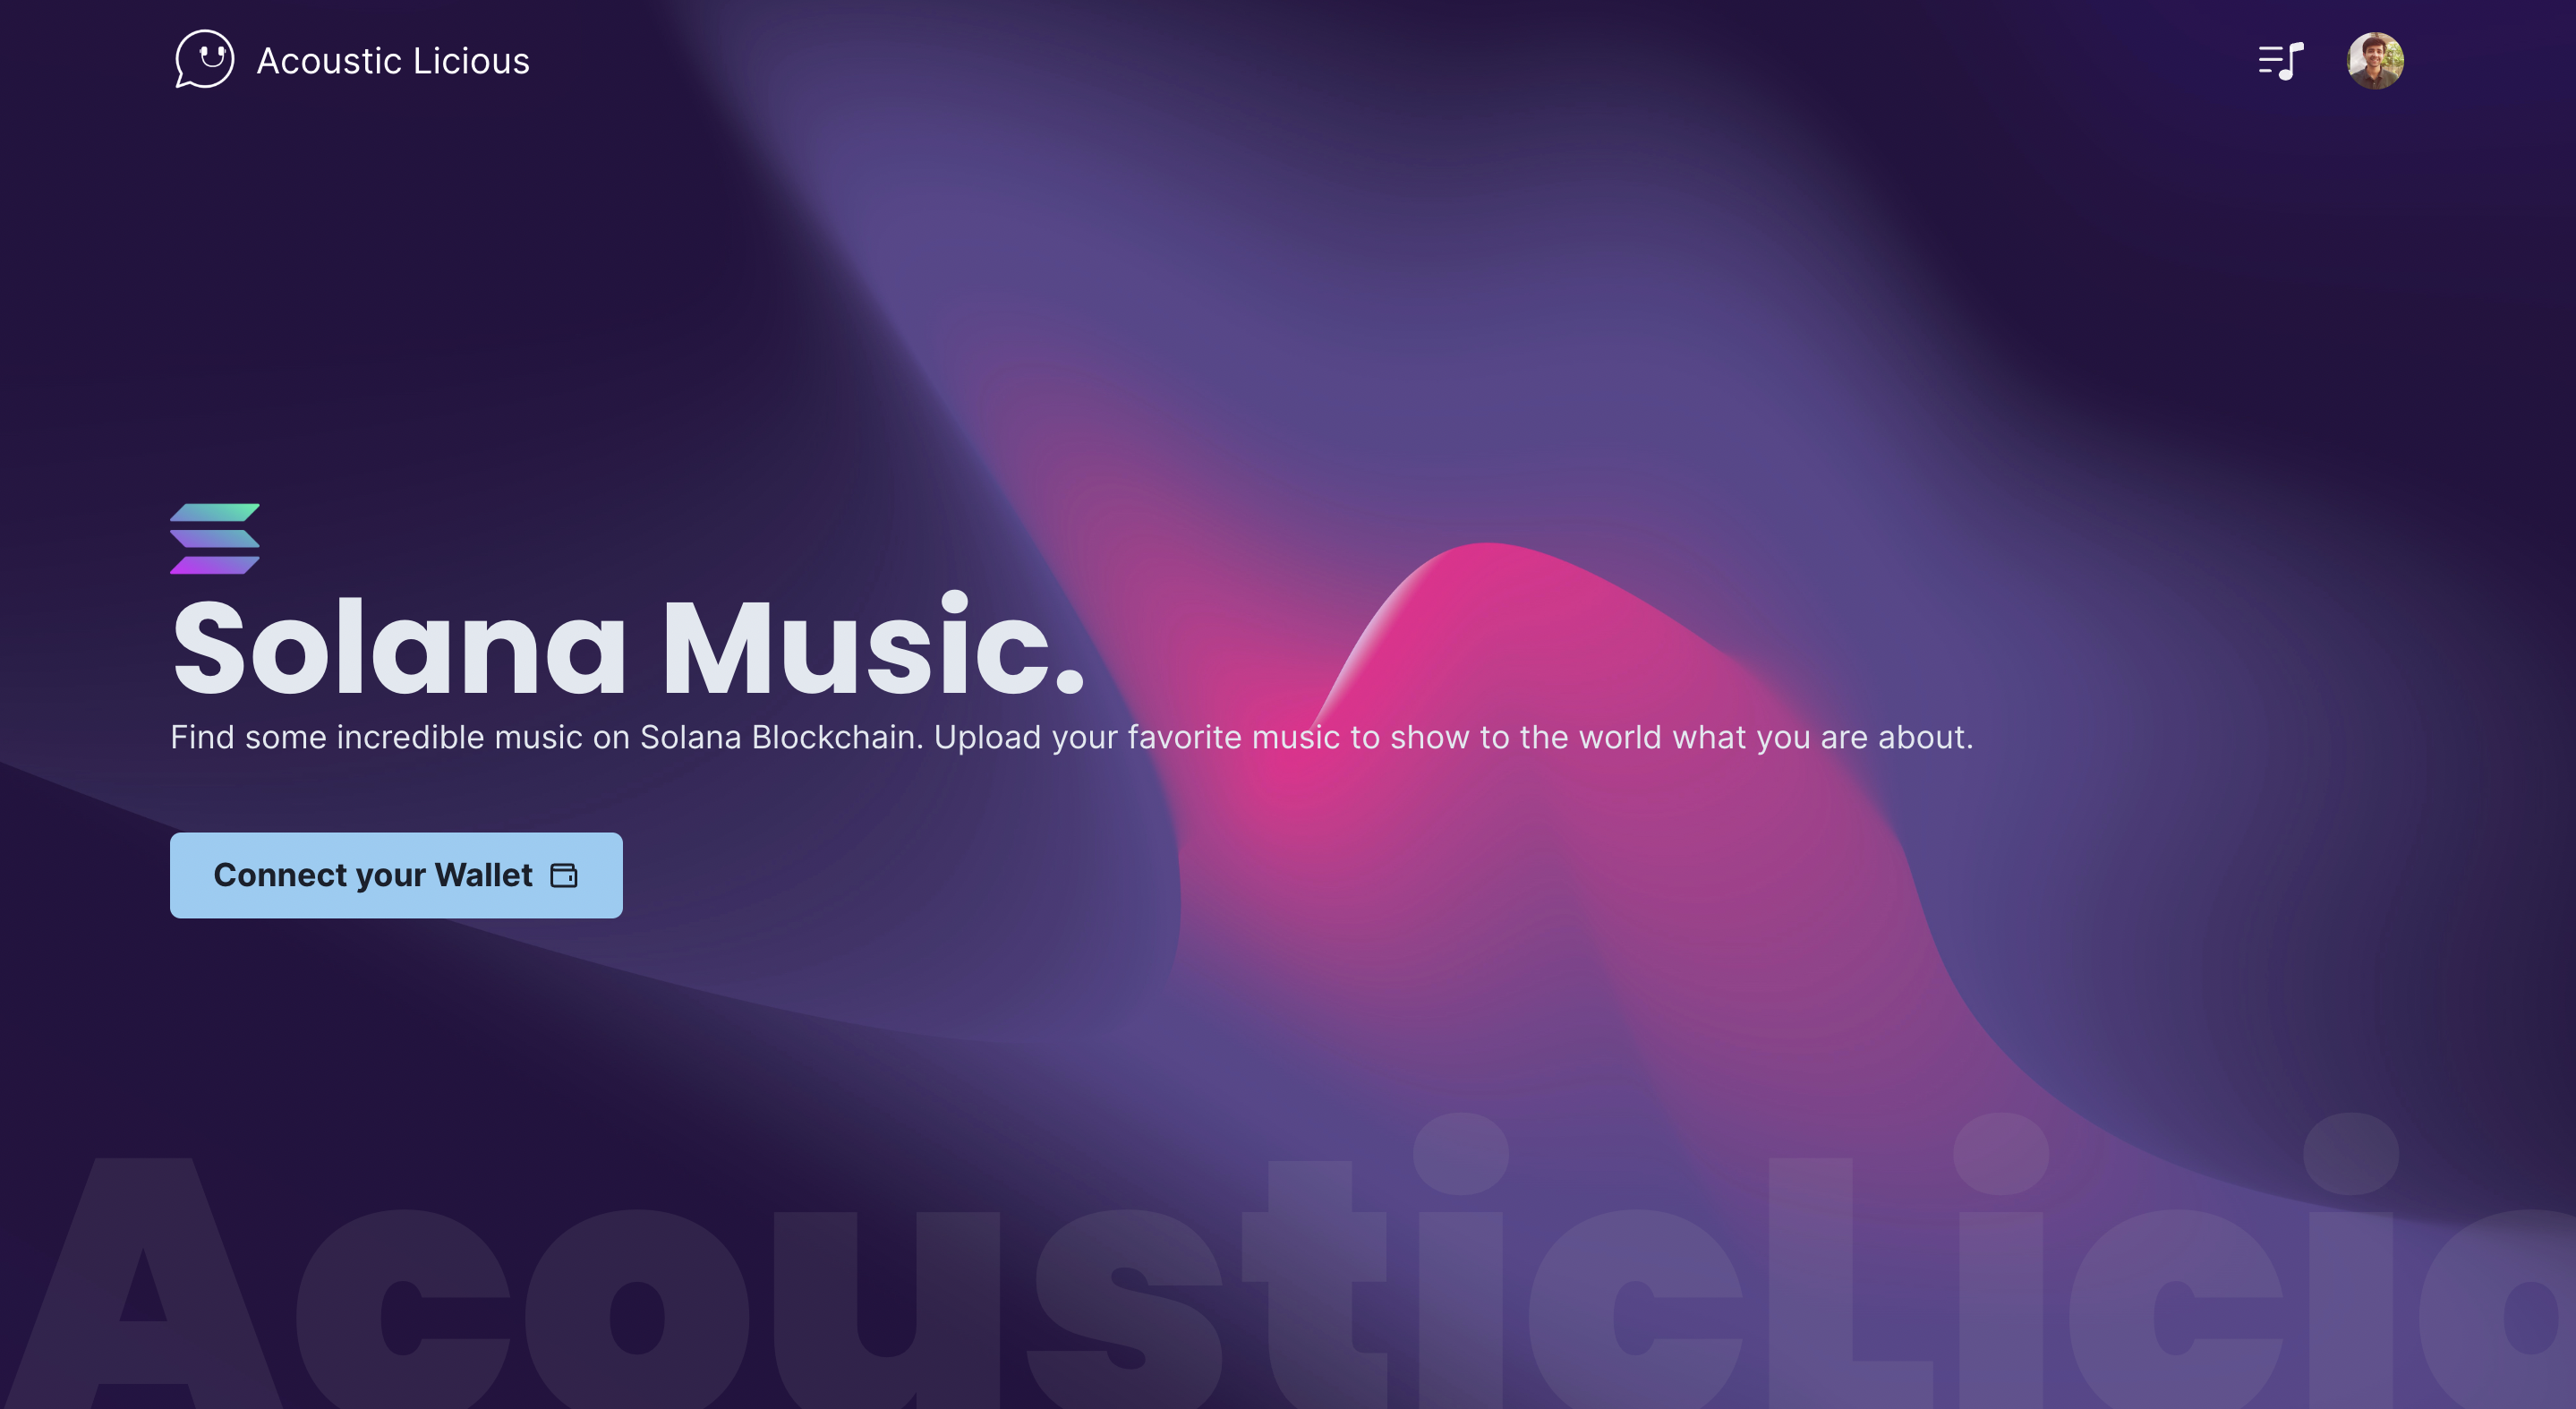 Acoustic Licious
Solana Music.
Find some incredible music on Solana Blockchain. Upload your favorite music to show to the world what you are about.
Connect your Wallet
AcousticLicio